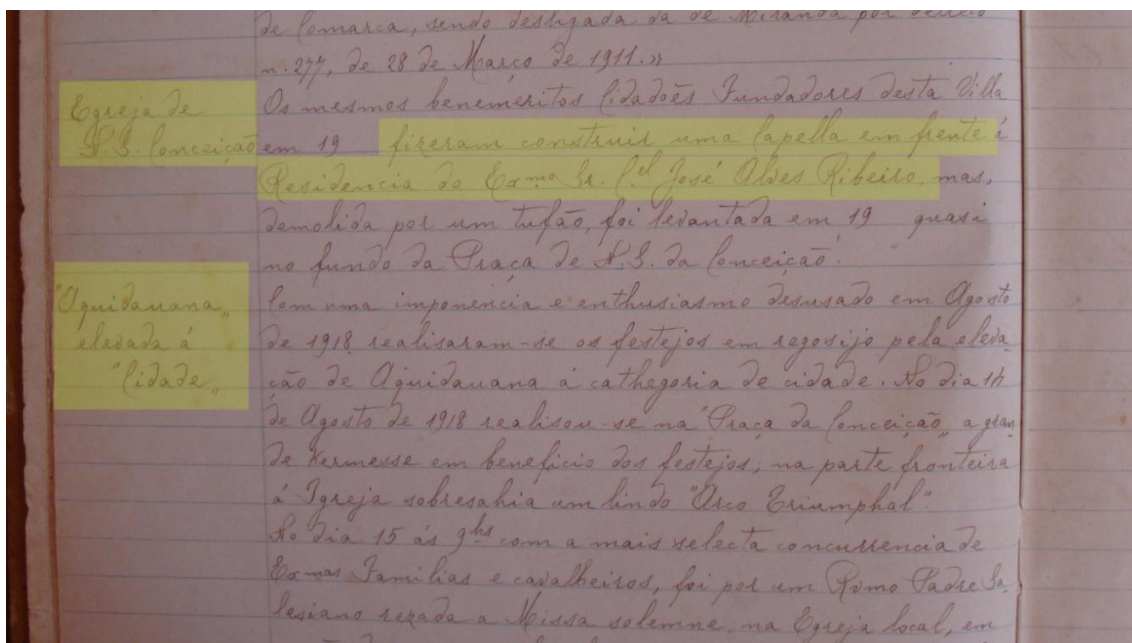 de Comarca, sendo desligada da de Miranda por decreto
n. 277, de 28 de Março de 1911.»
Egreja de
N. S. Conceição
Os mesmos benemeritos Cidadões Fundadores desta Villa
em 19 fizeram construir uma Capella em frente á
Residencia do Exmo Sr. Cel José Alves Ribeiro, mas,
demolida por um tufão, foi levantada em 19 quasi
no fundo da Praça de N. S. da Conceição.
"Aquidauana„
elevada á
"Cidade„
Com uma imponencia e enthusiasmo desusado em Agosto
de 1918 realisaram-se os festejos em regosijo pela eleva
ção de Aquidauana á cathegoria de cidade. No dia 14
de Agosto de 1918 realisou-se na "Praça da Conceição„ a gran
de Kermesse em beneficio dos festejos; na parte fronteira
á Igreja sobresahia um lindo "Arco Triumphal".
No dia 15 ás 9hs com a mais selecta concurrencia de
Exmas Familias e cavalheiros, foi por um Rvmo Padre Sa
lesiano rezada a Missa solemne, na Egreja local, em